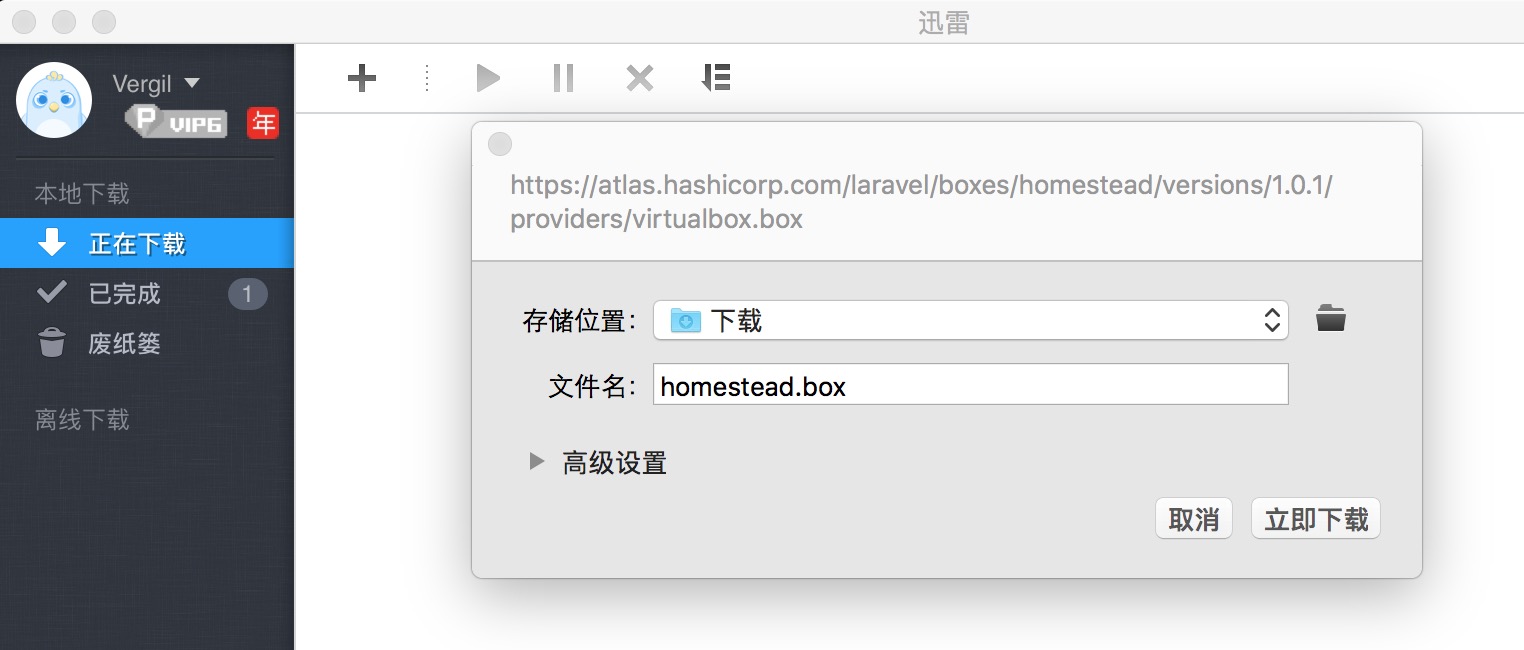 迅雷
Vergil
P VIP6 年
本地下载
正在下载
已完成 1
废纸篓
离线下载
https://atlas.hashicorp.com/laravel/boxes/homestead/versions/1.0.1/
providers/virtualbox.box
存储位置: 下载
文件名: homestead.box
高级设置
取消 立即下载